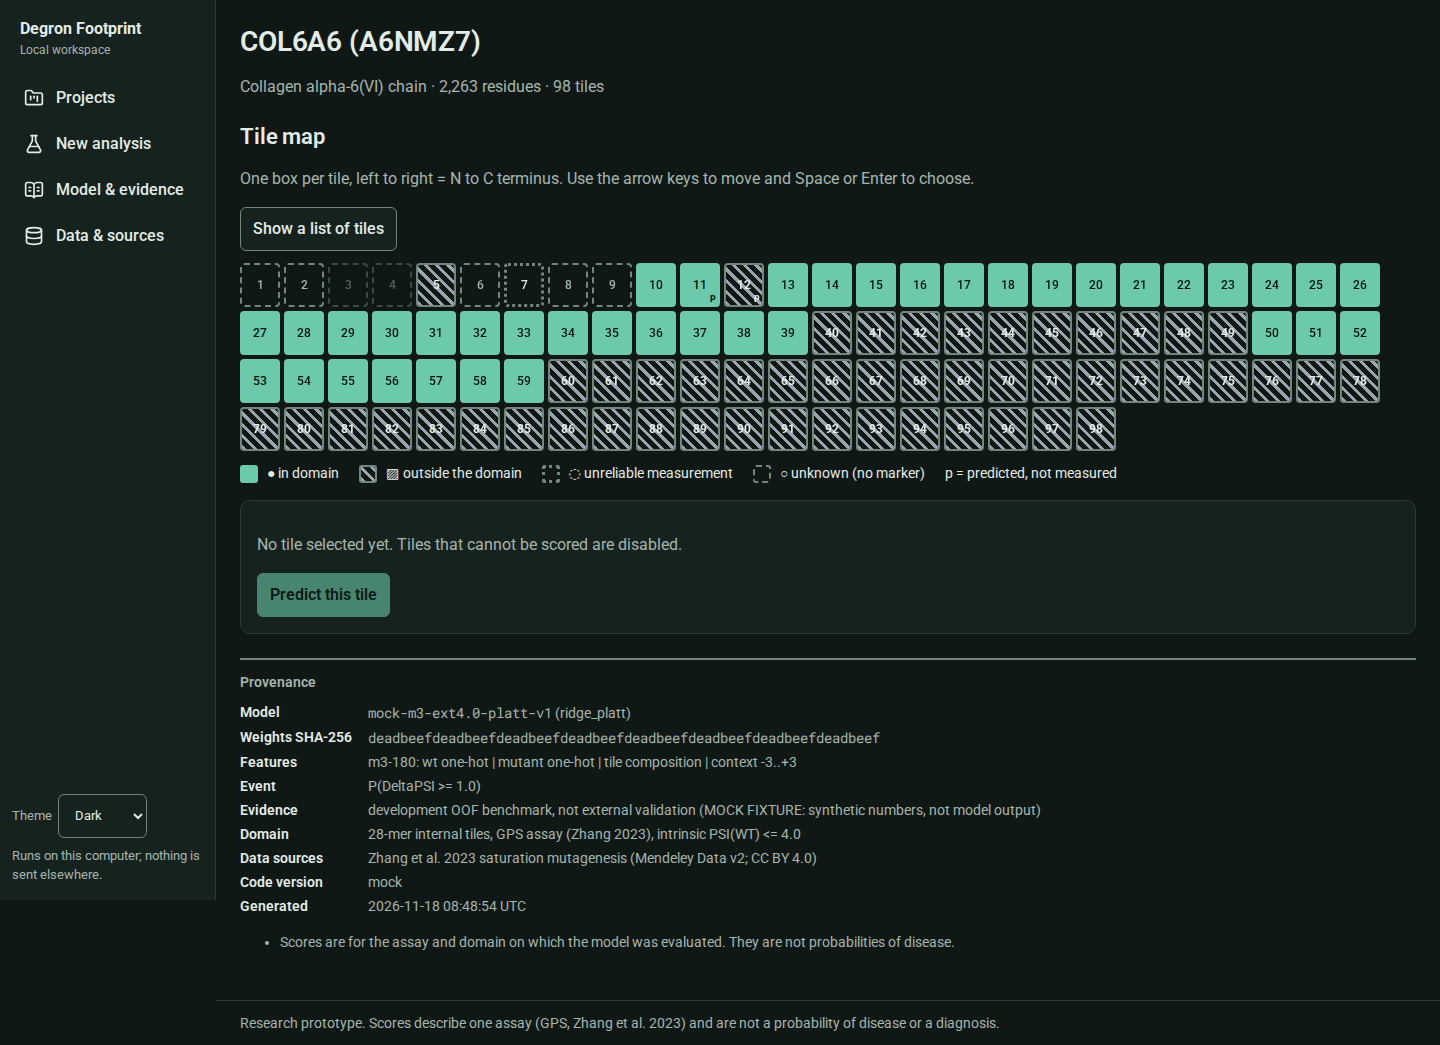 Degron Footprint
Local workspace
Projects
New analysis
Model & evidence
Data & sources
Theme Dark
Runs on this computer; nothing is
sent elsewhere.
COL6A6 (A6NMZ7)
Collagen alpha-6(VI) chain · 2,263 residues · 98 tiles
Tile map
One box per tile, left to right = N to C terminus. Use the arrow keys to move and Space or Enter to choose.
Show a list of tiles
1 2 3 4 5 6 7 8 9 10 11 p 12 p 13 14 15 16 17 18 19 20 21 22 23 24 25 26
27 28 29 30 31 32 33 34 35 36 37 38 39 40 41 42 43 44 45 46 47 48 49 50 51 52
53 54 55 56 57 58 59 60 61 62 63 64 65 66 67 68 69 70 71 72 73 74 75 76 77 78
79 80 81 82 83 84 85 86 87 88 89 90 91 92 93 94 95 96 97 98
● in domain ▨ outside the domain ◌ unreliable measurement ○ unknown (no marker) p = predicted, not measured
No tile selected yet. Tiles that cannot be scored are disabled.
Predict this tile
Provenance
Model mock-m3-ext4.0-platt-v1 (ridge_platt)
Weights SHA-256 deadbeefdeadbeefdeadbeefdeadbeefdeadbeefdeadbeefdeadbeefdeadbeef
Features m3-180: wt one-hot | mutant one-hot | tile composition | context -3..+3
Event P(DeltaPSI >= 1.0)
Evidence development OOF benchmark, not external validation (MOCK FIXTURE: synthetic numbers, not model output)
Domain 28-mer internal tiles, GPS assay (Zhang 2023), intrinsic PSI(WT) <= 4.0
Data sources Zhang et al. 2023 saturation mutagenesis (Mendeley Data v2; CC BY 4.0)
Code version mock
Generated 2026-11-18 08:48:54 UTC
• Scores are for the assay and domain on which the model was evaluated. They are not probabilities of disease.
Research prototype. Scores describe one assay (GPS, Zhang et al. 2023) and are not a probability of disease or a diagnosis.